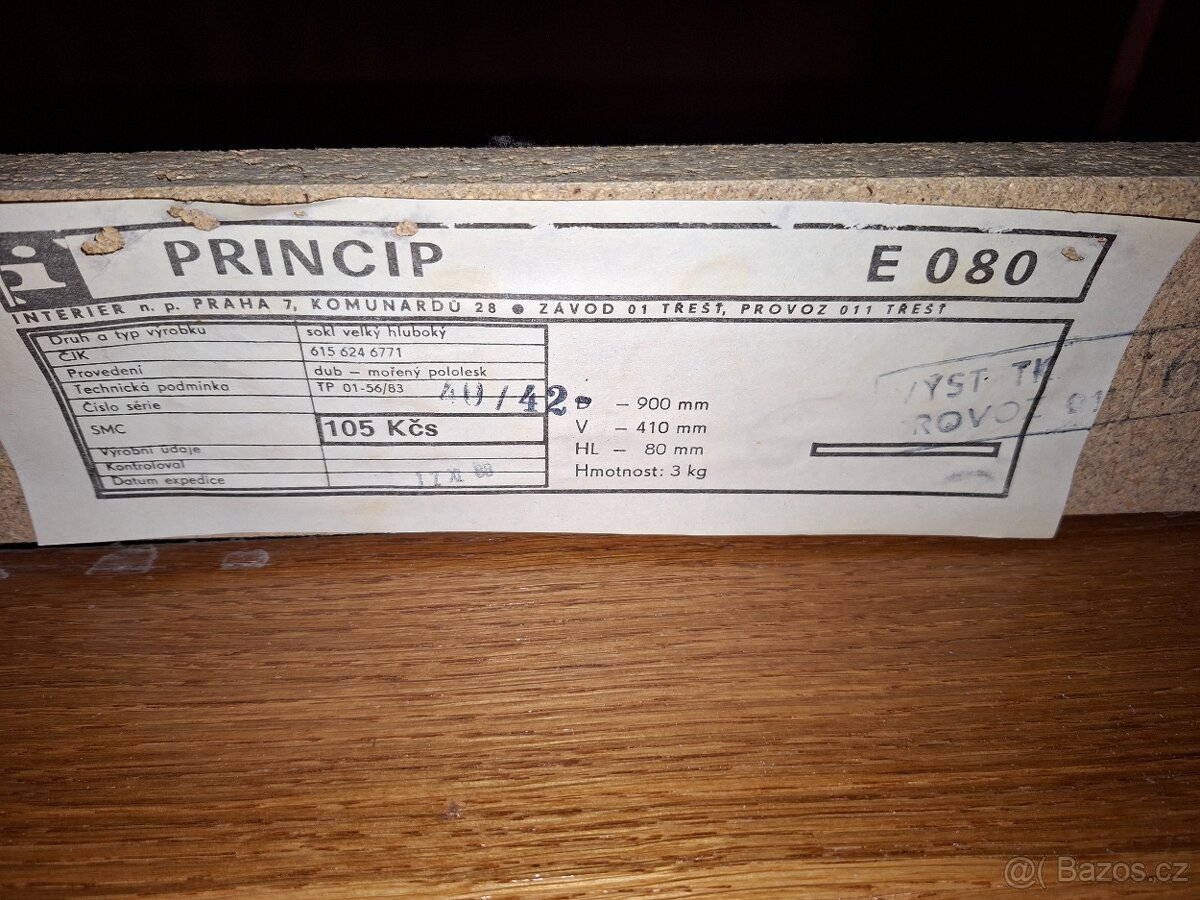 PRINCIP E 080
INTERIER n. p. PRAHA 7, KOMUNARDŮ 28 ● ZÁVOD 01 TŘEŠŤ, PROVOZ 011 TŘEŠŤ
Druh a typ výrobku sokl velký hluboký
ČJK 615 624 6771
Provedení dub – mořený pololesk
Technická podmínka TP 01-56/83
Číslo série 40/42
SMC 105 Kčs
Výrobní údaje
Kontroloval
Datum expedice
– 900 mm
V – 410 mm
HL – 80 mm
Hmotnost: 3 kg
TK
@( Bazos.cz